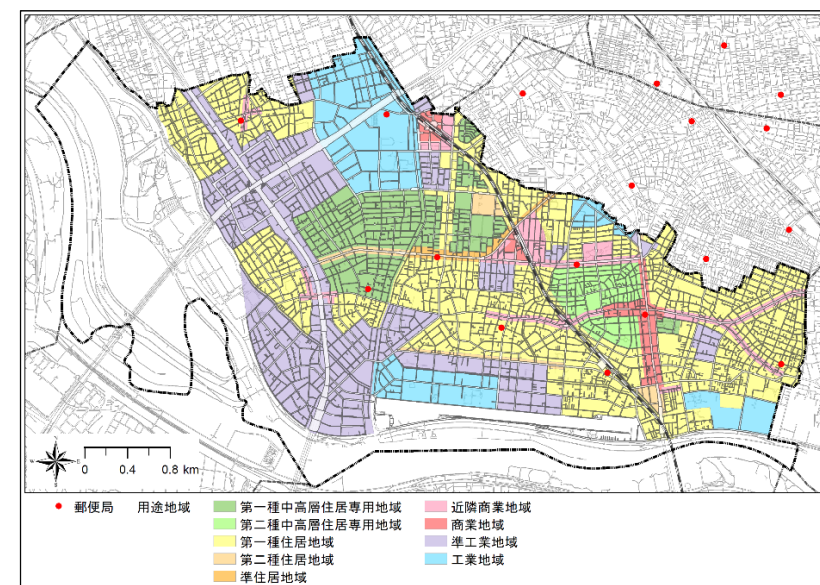 0 0.4 0.8 km
郵便局 用途地域
第一種中高層住居専用地域
第二種中高層住居専用地域
第一種住居地域
第二種住居地域
準住居地域
近隣商業地域
商業地域
準工業地域
工業地域